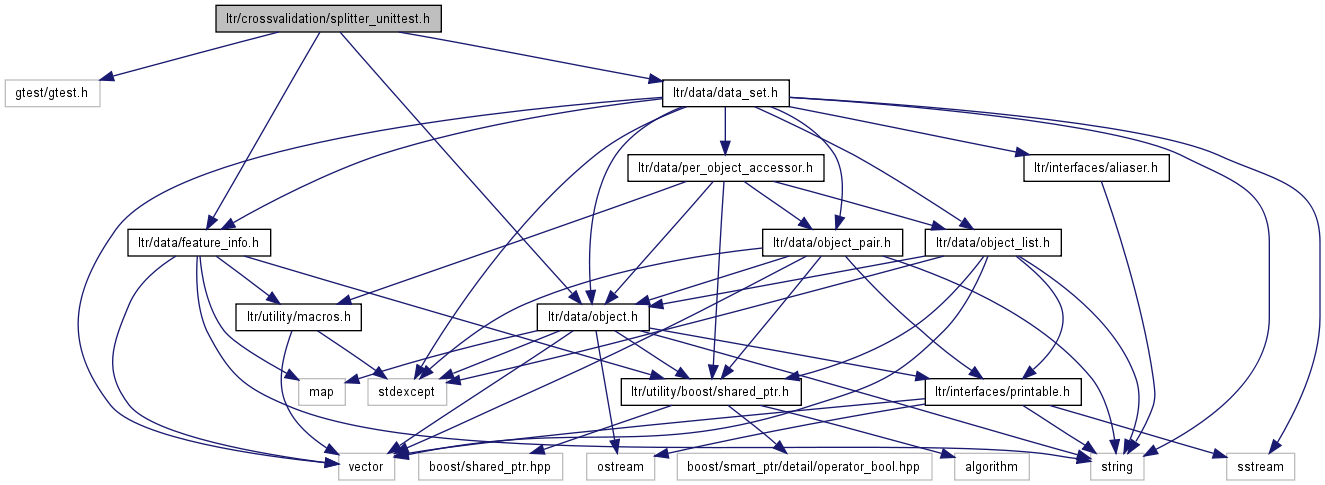 ltr/crossvalidation/splitter_unittest.h
gtest/gtest.h
ltr/data/data_set.h
ltr/data/per_object_accessor.h
ltr/interfaces/aliaser.h
ltr/data/feature_info.h
ltr/data/object_pair.h
ltr/data/object_list.h
ltr/utility/macros.h
ltr/data/object.h
map
stdexcept
ltr/utility/boost/shared_ptr.h
ltr/interfaces/printable.h
vector
boost/shared_ptr.hpp
ostream
boost/smart_ptr/detail/operator_bool.hpp
algorithm
string
sstream